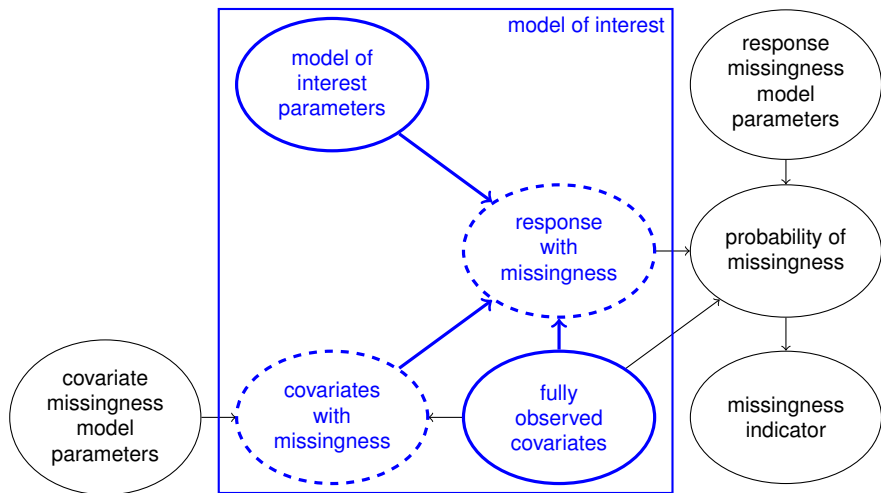 model of interest
model of
interest
parameters
response
missingness
model
parameters
response
with
missingness
probability of
missingness
covariate
missingness
model
parameters
covariates
with
missingness
fully
observed
covariates
missingness
indicator